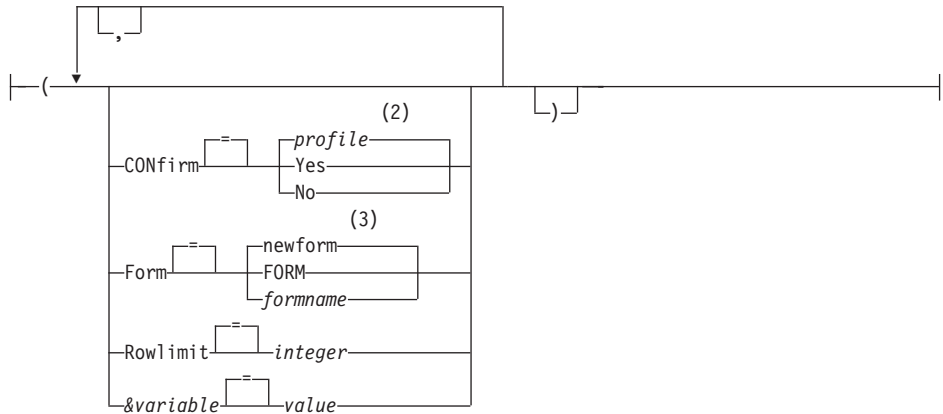 ,
(
)
(2)
CONfirm = profile
Yes
No
(3)
Form = newform
FORM
formname
Rowlimit = integer
&variable = value